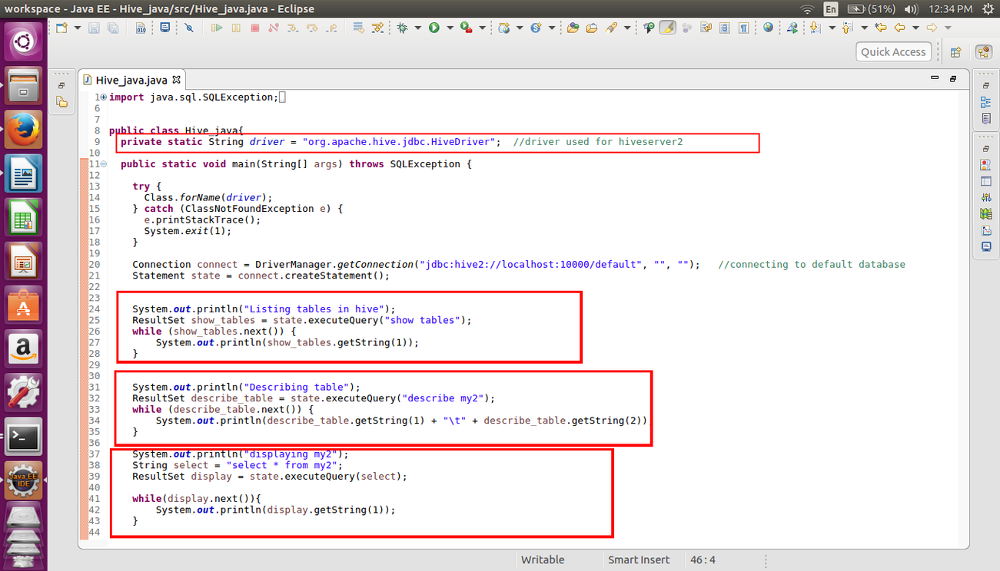 workspace - Java EE - Hive_java/src/Hive_java.java - Eclipse
En
(51%)
12:34 PM
Quick Access
Hive_java.java
1 import java.sql.SQLException;
6
7
8 public class Hive_java{
9 private static String driver = "org.apache.hive.jdbc.HiveDriver"; //driver used for hiveserver2
10
11 public static void main(String[] args) throws SQLException {
12
13 try {
14 Class.forName(driver);
15 } catch (ClassNotFoundException e) {
16 e.printStackTrace();
17 System.exit(1);
18 }
19
20 Connection connect = DriverManager.getConnection("jdbc:hive2://localhost:10000/default", "", ""); //connecting to default database
21 Statement state = connect.createStatement();
22
23
24 System.out.println("Listing tables in hive");
25 ResultSet show_tables = state.executeQuery("show tables");
26 while (show_tables.next()) {
27 System.out.println(show_tables.getString(1));
28 }
29
30
31 System.out.println("Describing table");
32 ResultSet describe_table = state.executeQuery("describe my2");
33 while (describe_table.next()) {
34 System.out.println(describe_table.getString(1) + "\t" + describe_table.getString(2))
35 }
36
37 System.out.println("displaying my2");
38 String select = "select * from my2";
39 ResultSet display = state.executeQuery(select);
40
41 while(display.next()){
42 System.out.println(display.getString(1));
43 }
44
Java EE
IDE
Writable
Smart Insert
46 : 4